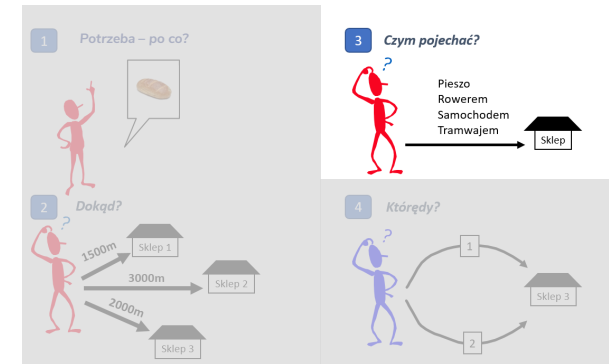 1 Potrzeba – po co?
3 Czym pojechać?
?
Pieszo
Rowerem
Samochodem
Tramwajem
Sklep
2 Dokąd?
?
1500m
Sklep 1
3000m
Sklep 2
2000m
Sklep 3
4 Którędy?
?
1
Sklep 3
2